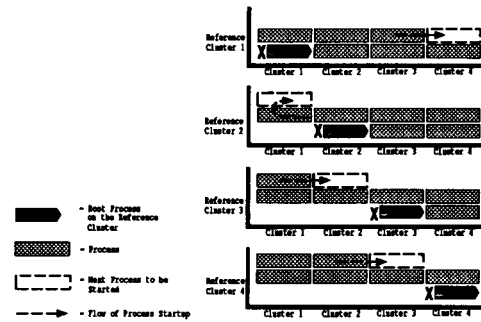 Reference
Cluster 1
Cluster 1 Cluster 2 Cluster 3 Cluster 4
Reference
Cluster 2
Cluster 1 Cluster 2 Cluster 3 Cluster 4
Reference
Cluster 3
Cluster 1 Cluster 2 Cluster 3 Cluster 4
Reference
Cluster 4
Cluster 1 Cluster 2 Cluster 3 Cluster 4
- Root Process
on the Reference
Cluster
- Process
- Next Process to be
Started
- Flow of Process Startup